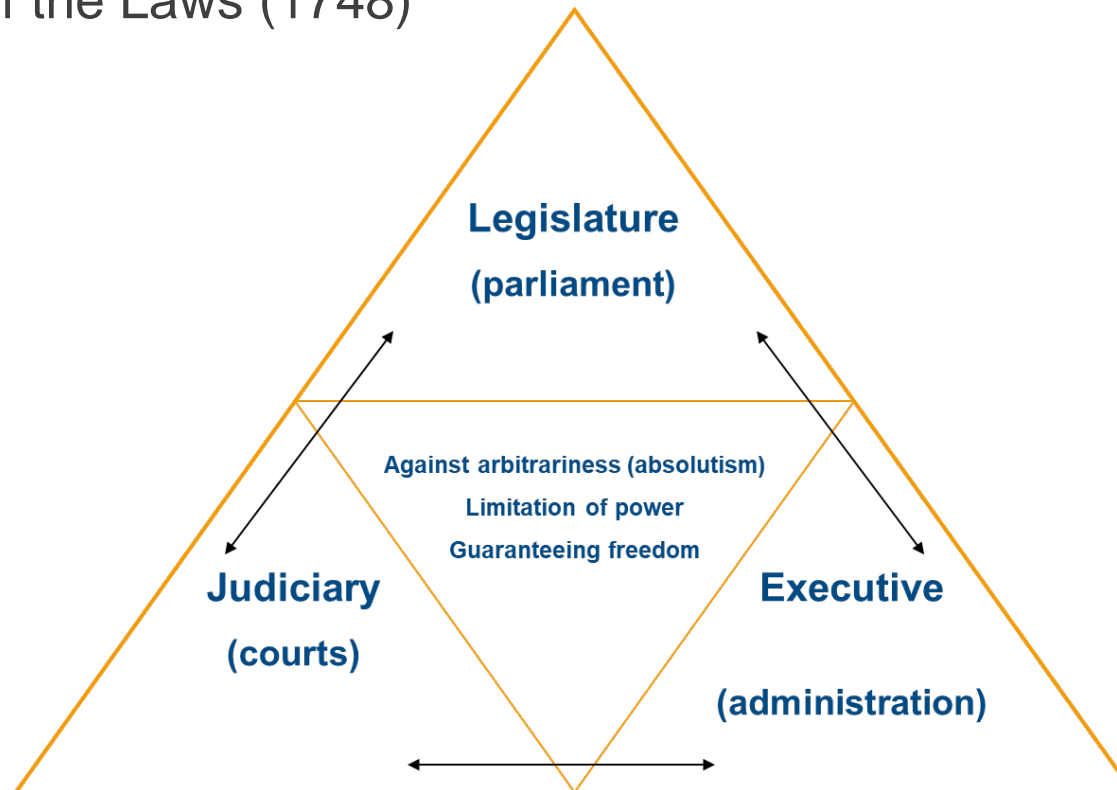 the Laws (1748)
Legislature
(parliament)
Against arbitrariness (absolutism)
Limitation of power
Guaranteeing freedom
Judiciary
(courts)
Executive
(administration)